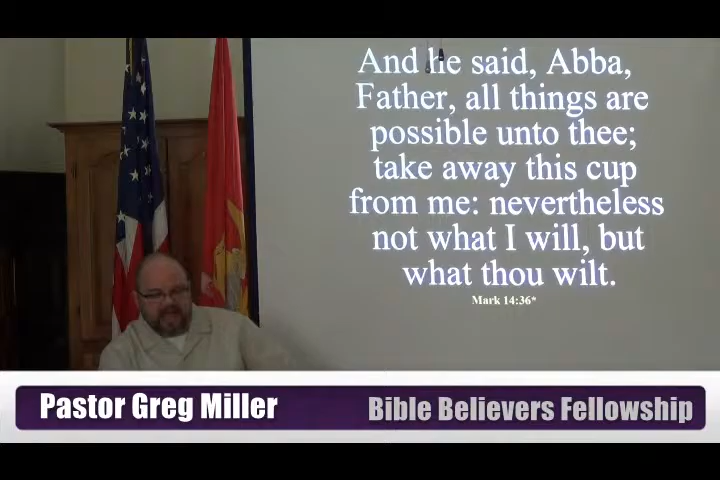 And he said, Abba,
Father, all things are
possible unto thee;
take away this cup
from me: nevertheless
not what I will, but
what thou wilt.
Mark 14:36*
Pastor Greg Miller
Bible Believers Fellowship